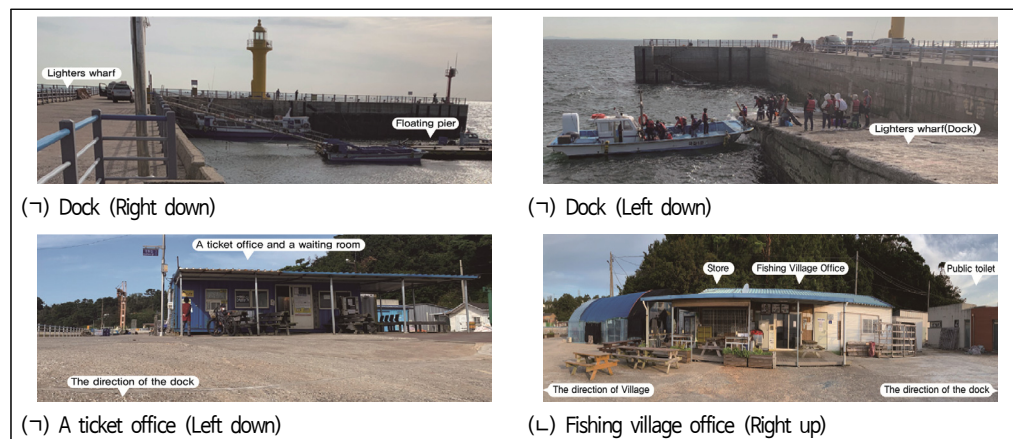 Lighters wharf
Floating pier
(ㄱ) Dock (Right down)
Lighters wharf(Dock)
(ㄱ) Dock (Left down)
A ticket office and a waiting room
The direction of the dock
(ㄱ) A ticket office (Left down)
Store
Fishing Village Office
Public toilet
The direction of Village
The direction of the dock
(ㄴ) Fishing village office (Right up)